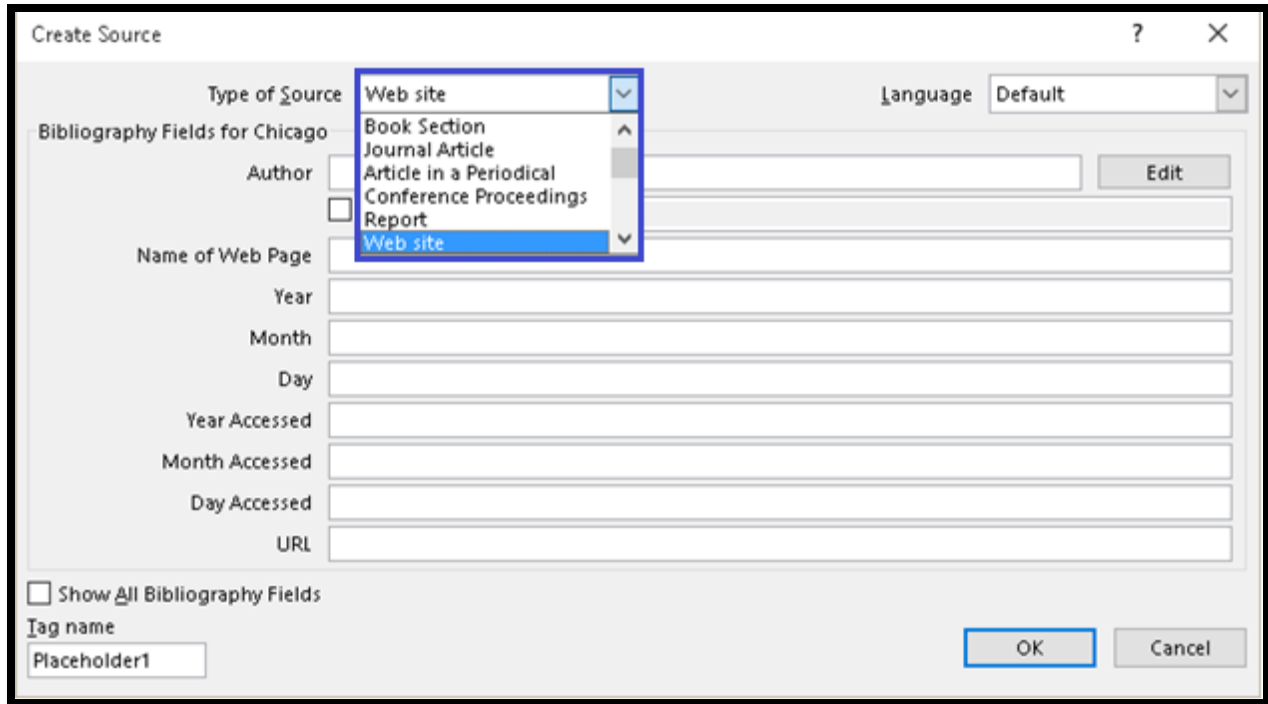 Create Source ?
Type of Source Web site Language Default
Bibliography Fields for Chicago
Book Section
Journal Article
Article in a Periodical
Conference Proceedings
Report
Web site
Author Edit
Name of Web Page
Year
Month
Day
Year Accessed
Month Accessed
Day Accessed
URL
Show All Bibliography Fields
Tag name
Placeholder1
OK Cancel